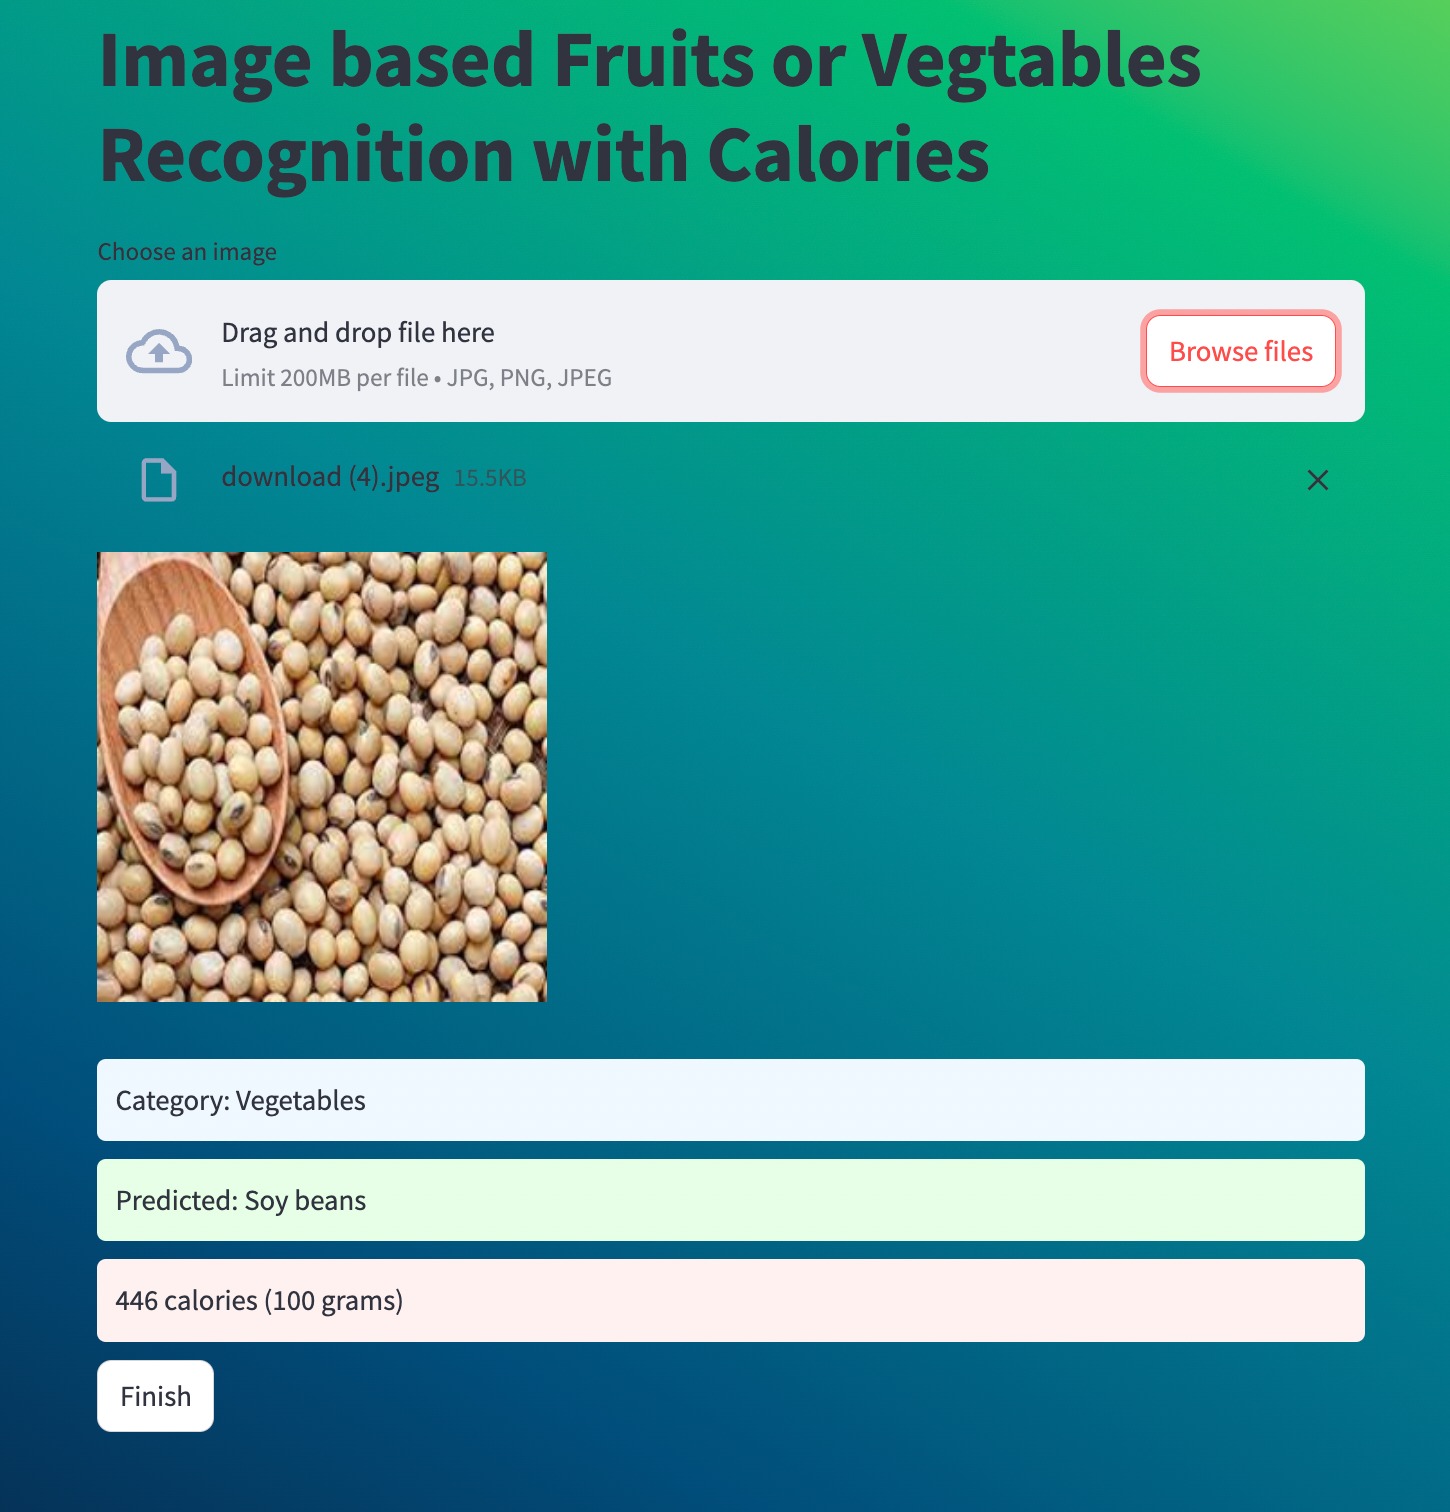 Image based Fruits or Vegtables
Recognition with Calories
Choose an image
Drag and drop file here
Limit 200MB per file • JPG, PNG, JPEG
Browse files
download (4).jpeg 15.5KB
Category: Vegetables
Predicted: Soy beans
446 calories (100 grams)
Finish